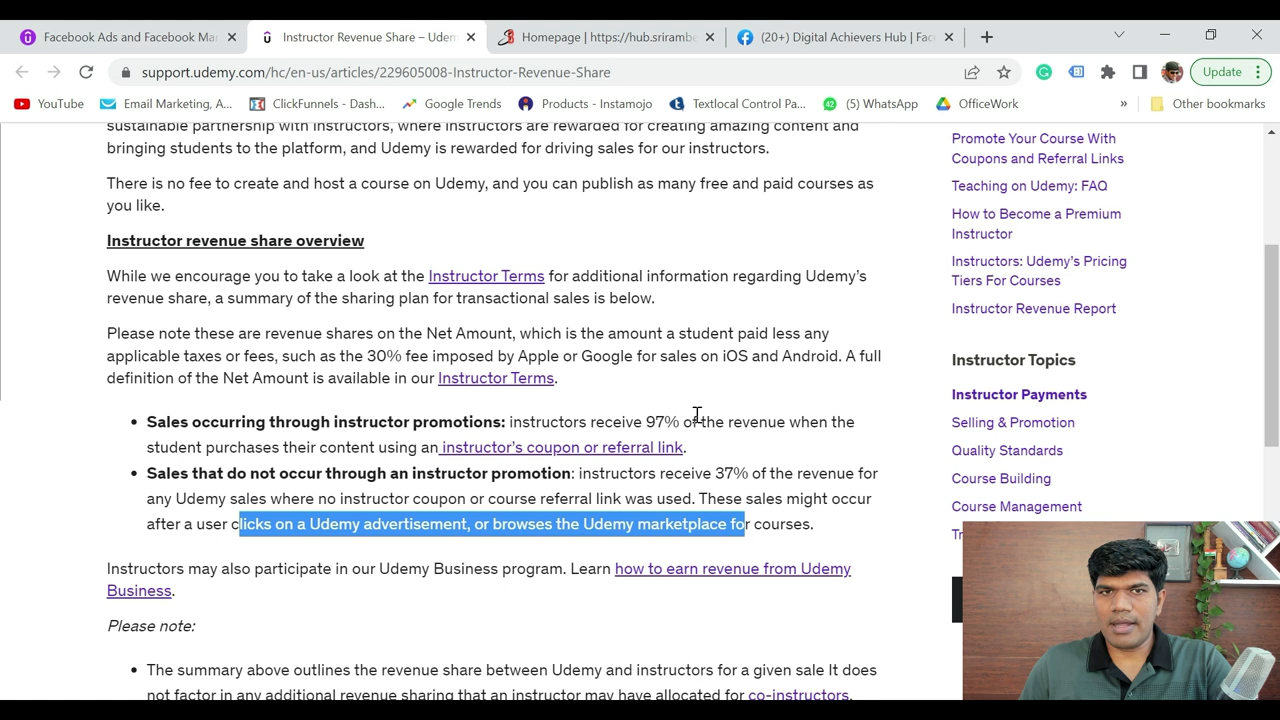 Facebook Ads and Facebook Ma
Instructor Revenue Share – Udem
Homepage | https://hub.srirambe
(20+) Digital Achievers Hub | Fac
support.udemy.com/hc/en-us/articles/229605008-Instructor-Revenue-Share
Update
YouTube
Email Marketing, A...
ClickFunnels - Dash...
Google Trends
Products - Instamojo
Textlocal Control Pa...
(5) WhatsApp
OfficeWork
»
Other bookmarks
sustainable partnership with instructors, where instructors are rewarded for creating amazing content and
bringing students to the platform, and Udemy is rewarded for driving sales for our instructors.
There is no fee to create and host a course on Udemy, and you can publish as many free and paid courses as
you like.
Instructor revenue share overview
While we encourage you to take a look at the Instructor Terms for additional information regarding Udemy's
revenue share, a summary of the sharing plan for transactional sales is below.
Please note these are revenue shares on the Net Amount, which is the amount a student paid less any
applicable taxes or fees, such as the 30% fee imposed by Apple or Google for sales on iOS and Android. A full
definition of the Net Amount is available in our Instructor Terms.
• Sales occurring through instructor promotions: instructors receive 97% of the revenue when the
student purchases their content using an instructor's coupon or referral link.
• Sales that do not occur through an instructor promotion: instructors receive 37% of the revenue for
any Udemy sales where no instructor coupon or course referral link was used. These sales might occur
after a user clicks on a Udemy advertisement, or browses the Udemy marketplace for courses.
Instructors may also participate in our Udemy Business program. Learn how to earn revenue from Udemy
Business.
Please note:
• The summary above outlines the revenue share between Udemy and instructors for a given sale It does
not factor in any additional revenue sharing that an instructor may have allocated for co-instructors.
Promote Your Course With
Coupons and Referral Links
Teaching on Udemy: FAQ
How to Become a Premium
Instructor
Instructors: Udemy's Pricing
Tiers For Courses
Instructor Revenue Report
Instructor Topics
Instructor Payments
Selling & Promotion
Quality Standards
Course Building
Course Management